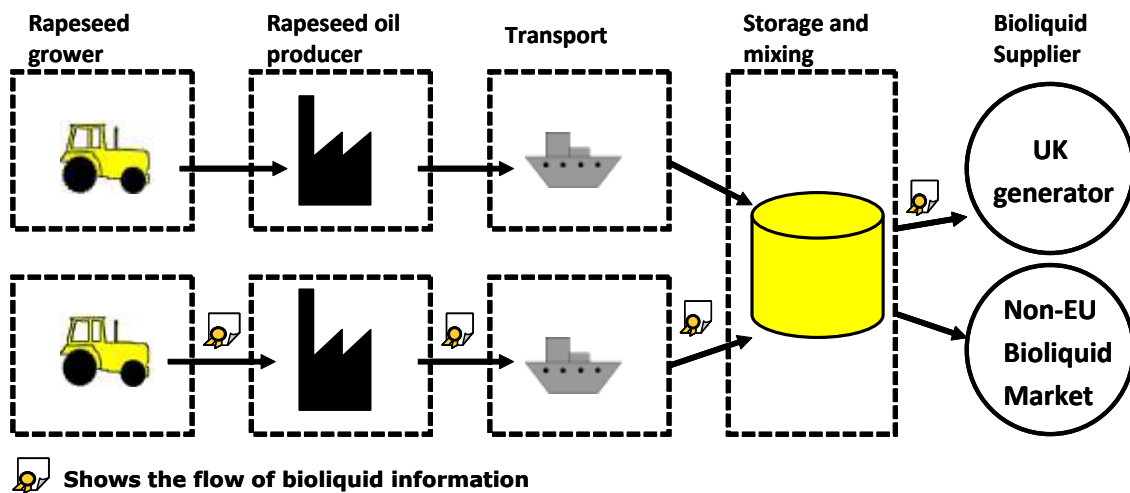 Rapeseed
grower
Rapeseed oil
producer
Transport
Storage and
mixing
Bioliquid
Supplier
UK
generator
Non-EU
Bioliquid
Market
Shows the flow of bioliquid information